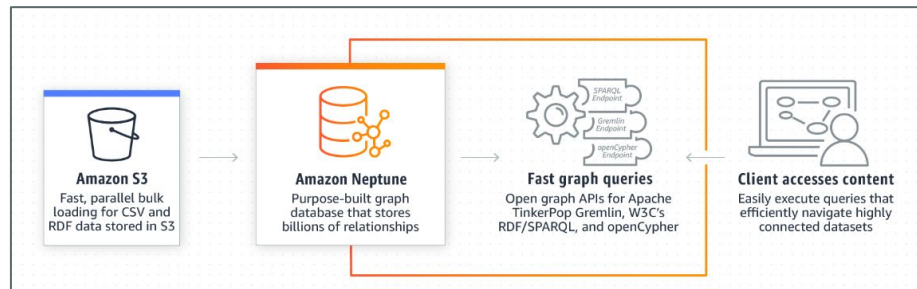 SPARQL
Endpoint
Gremlin
Endpoint
openCypher
Endpoint
Amazon S3
Fast, parallel bulk
loading for CSV and
RDF data stored in S3
Amazon Neptune
Purpose-built graph
database that stores
billions of relationships
Fast graph queries
Open graph APIs for Apache
TinkerPop Gremlin, W3C's
RDF/SPARQL, and openCypher
Client accesses content
Easily execute queries that
efficiently navigate highly
connected datasets